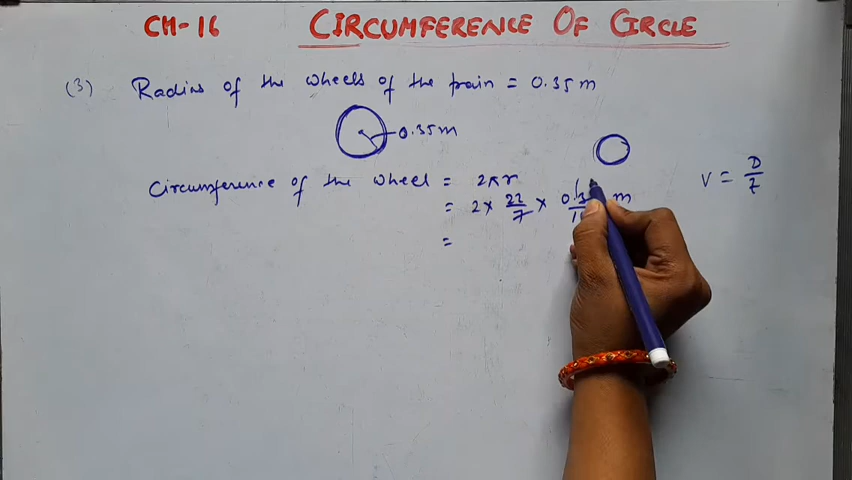 CH-16 CIRCUMFERENCE OF CIRCLE
(3) Radius of the wheels of the train = 0.35 m
0.35m
Circumference of the wheel = 2πr
= 2 × 22/7 × m
=
V = D/T